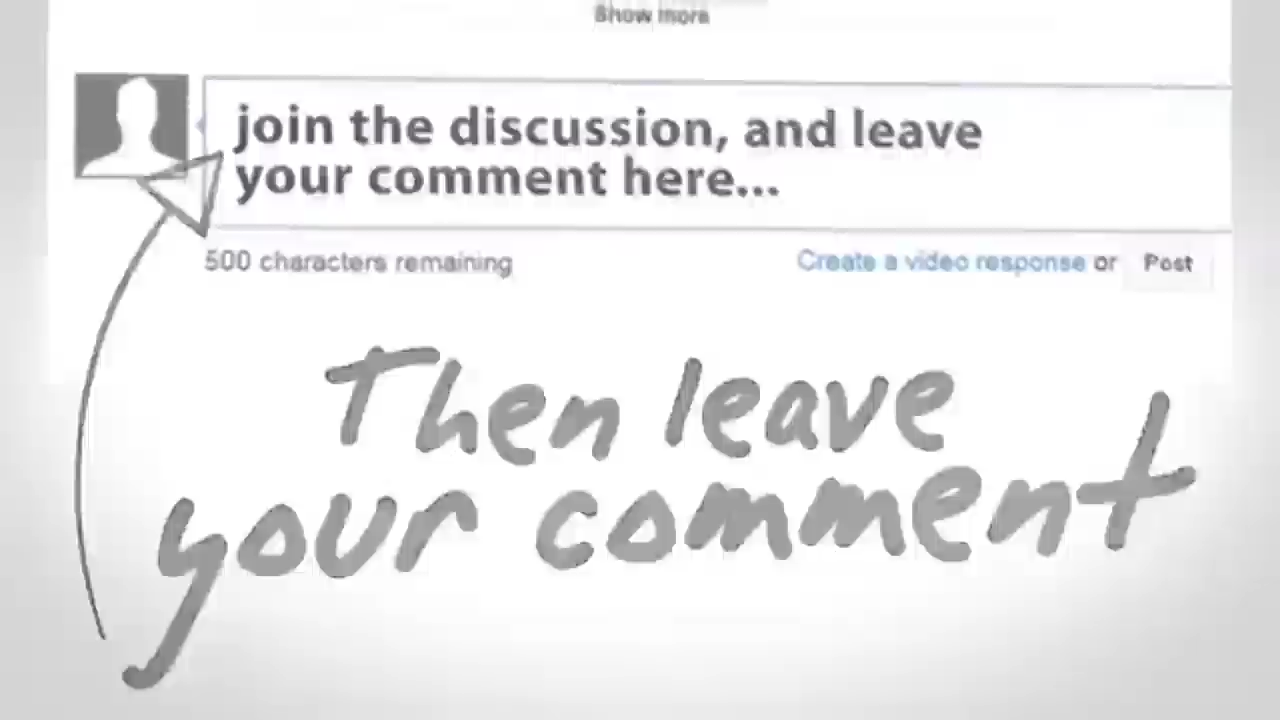 Show more
join the discussion, and leave
your comment here...
500 characters remaining
Create a video response or Post
Then leave
your comment